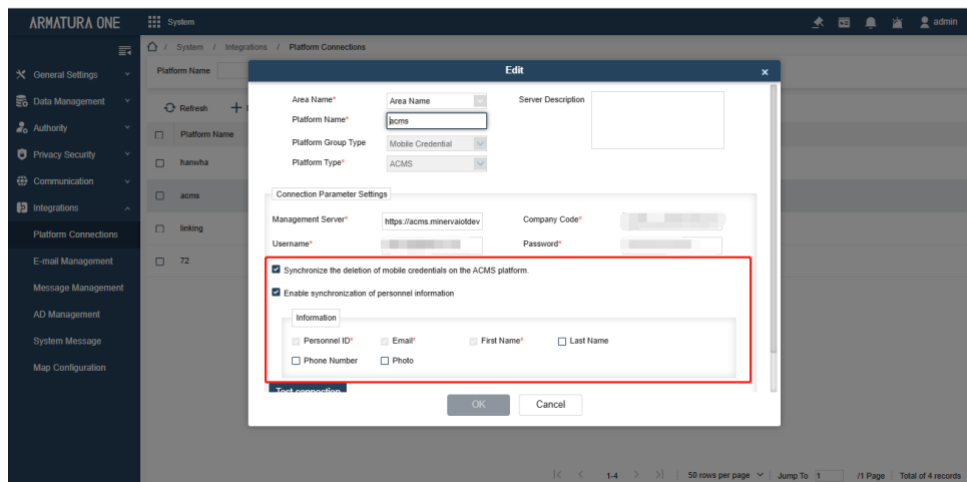 ARMATURA ONE
System
admin
System / Integrations / Platform Connections
General Settings
Platform Name
Edit
Data Management
Refresh
Area Name*
Area Name
Server Description
Platform Name*
acms
Authority
Platform Name
Platform Group Type
Mobile Credential
Privacy Security
hanwha
Platform Type*
ACMS
Communication
acms
Connection Parameter Settings
Integrations
Management Server*
https://acms.minervaiotdev
Company Code*
Platform Connections
linking
Username*
Password*
E-mail Management
72
Synchronize the deletion of mobile credentials on the ACMS platform.
Message Management
Enable synchronization of personnel information
AD Management
Information
System Message
Personnel ID*
Email*
First Name*
Last Name
Map Configuration
Phone Number
Photo
Test connection
OK
Cancel
1-4
50 rows per page
Jump To 1 /1 Page
Total of 4 records